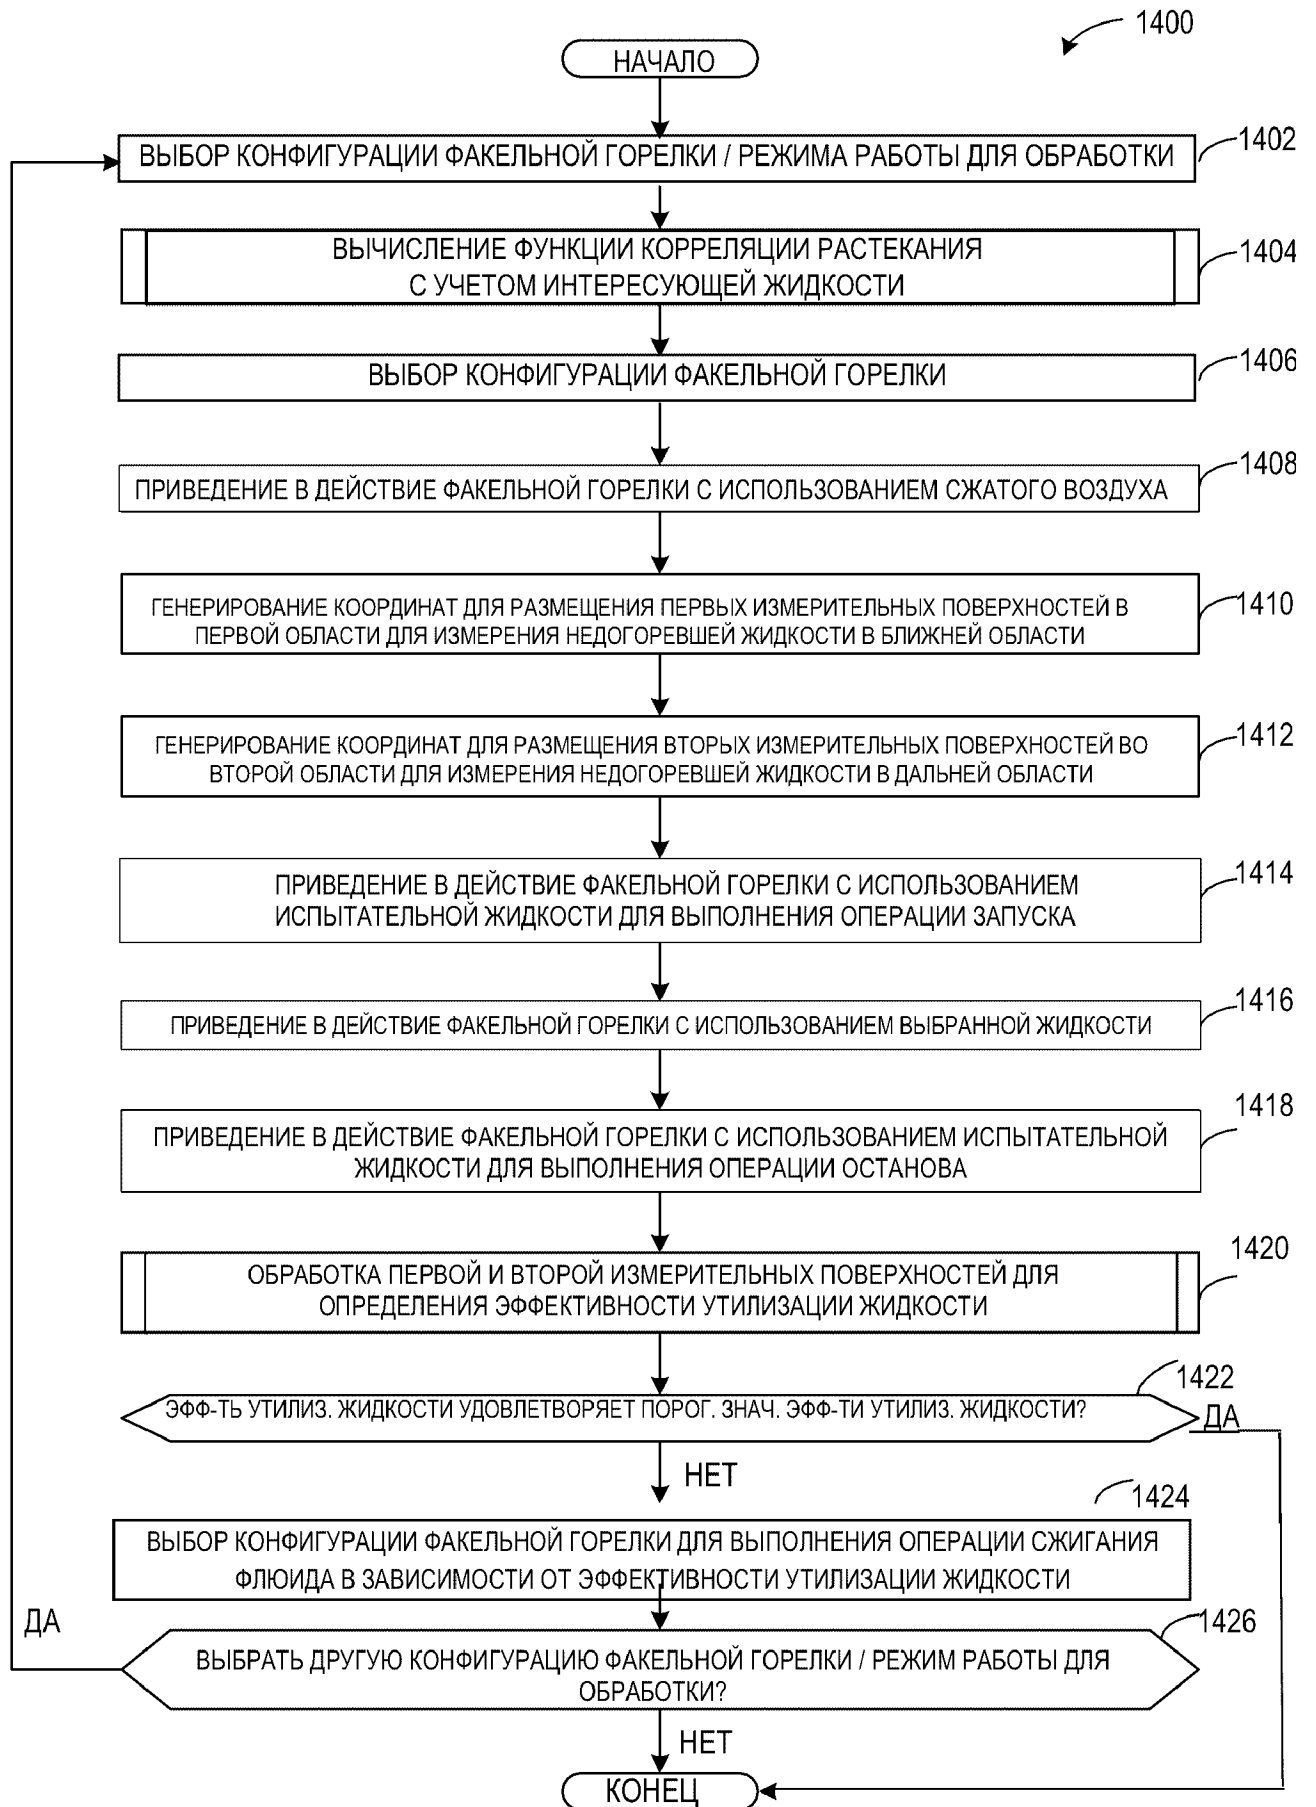 1400
НАЧАЛО
ВЫБОР КОНФИГУРАЦИИ ФАКЕЛЬНОЙ ГОРЕЛКИ / РЕЖИМА РАБОТЫ ДЛЯ ОБРАБОТКИ
1402
ВЫЧИСЛЕНИЕ ФУНКЦИИ КОРРЕЛЯЦИИ РАСТЕКАНИЯ
С УЧЕТОМ ИНТЕРЕСУЮЩЕЙ ЖИДКОСТИ
1404
ВЫБОР КОНФИГУРАЦИИ ФАКЕЛЬНОЙ ГОРЕЛКИ
1406
ПРИВЕДЕНИЕ В ДЕЙСТВИЕ ФАКЕЛЬНОЙ ГОРЕЛКИ С ИСПОЛЬЗОВАНИЕМ СЖАТОГО ВОЗДУХА
1408
ГЕНЕРИРОВАНИЕ КООРДИНАТ ДЛЯ РАЗМЕЩЕНИЯ ПЕРВЫХ ИЗМЕРИТЕЛЬНЫХ ПОВЕРХНОСТЕЙ В
ПЕРВОЙ ОБЛАСТИ ДЛЯ ИЗМЕРЕНИЯ НЕДОГОРЕВШЕЙ ЖИДКОСТИ В БЛИЖНЕЙ ОБЛАСТИ
1410
ГЕНЕРИРОВАНИЕ КООРДИНАТ ДЛЯ РАЗМЕЩЕНИЯ ВТОРЫХ ИЗМЕРИТЕЛЬНЫХ ПОВЕРХНОСТЕЙ ВО
ВТОРОЙ ОБЛАСТИ ДЛЯ ИЗМЕРЕНИЯ НЕДОГОРЕВШЕЙ ЖИДКОСТИ В ДАЛЬНЕЙ ОБЛАСТИ
1412
ПРИВЕДЕНИЕ В ДЕЙСТВИЕ ФАКЕЛЬНОЙ ГОРЕЛКИ С ИСПОЛЬЗОВАНИЕМ
ИСПЫТАТЕЛЬНОЙ ЖИДКОСТИ ДЛЯ ВЫПОЛНЕНИЯ ОПЕРАЦИИ ЗАПУСКА
1414
ПРИВЕДЕНИЕ В ДЕЙСТВИЕ ФАКЕЛЬНОЙ ГОРЕЛКИ С ИСПОЛЬЗОВАНИЕМ ВЫБРАННОЙ ЖИДКОСТИ
1416
ПРИВЕДЕНИЕ В ДЕЙСТВИЕ ФАКЕЛЬНОЙ ГОРЕЛКИ С ИСПОЛЬЗОВАНИЕМ ИСПЫТАТЕЛЬНОЙ
ЖИДКОСТИ ДЛЯ ВЫПОЛНЕНИЯ ОПЕРАЦИИ ОСТАНОВА
1418
ОБРАБОТКА ПЕРВОЙ И ВТОРОЙ ИЗМЕРИТЕЛЬНЫХ ПОВЕРХНОСТЕЙ ДЛЯ
ОПРЕДЕЛЕНИЯ ЭФФЕКТИВНОСТИ УТИЛИЗАЦИИ ЖИДКОСТИ
1420
ЭФФ-ТЬ УТИЛИЗ. ЖИДКОСТИ УДОВЛЕТВОРЯЕТ ПОРОГ. ЗНАЧ. ЭФФ-ТИ УТИЛИЗ. ЖИДКОСТИ?
1422
ДА
НЕТ
1424
ВЫБОР КОНФИГУРАЦИИ ФАКЕЛЬНОЙ ГОРЕЛКИ ДЛЯ ВЫПОЛНЕНИЯ ОПЕРАЦИИ СЖИГАНИЯ
ФЛЮИДА В ЗАВИСИМОСТИ ОТ ЭФФЕКТИВНОСТИ УТИЛИЗАЦИИ ЖИДКОСТИ
ДА
1426
ВЫБРАТЬ ДРУГУЮ КОНФИГУРАЦИЮ ФАКЕЛЬНОЙ ГОРЕЛКИ / РЕЖИМ РАБОТЫ ДЛЯ
ОБРАБОТКИ?
НЕТ
КОНЕЦ